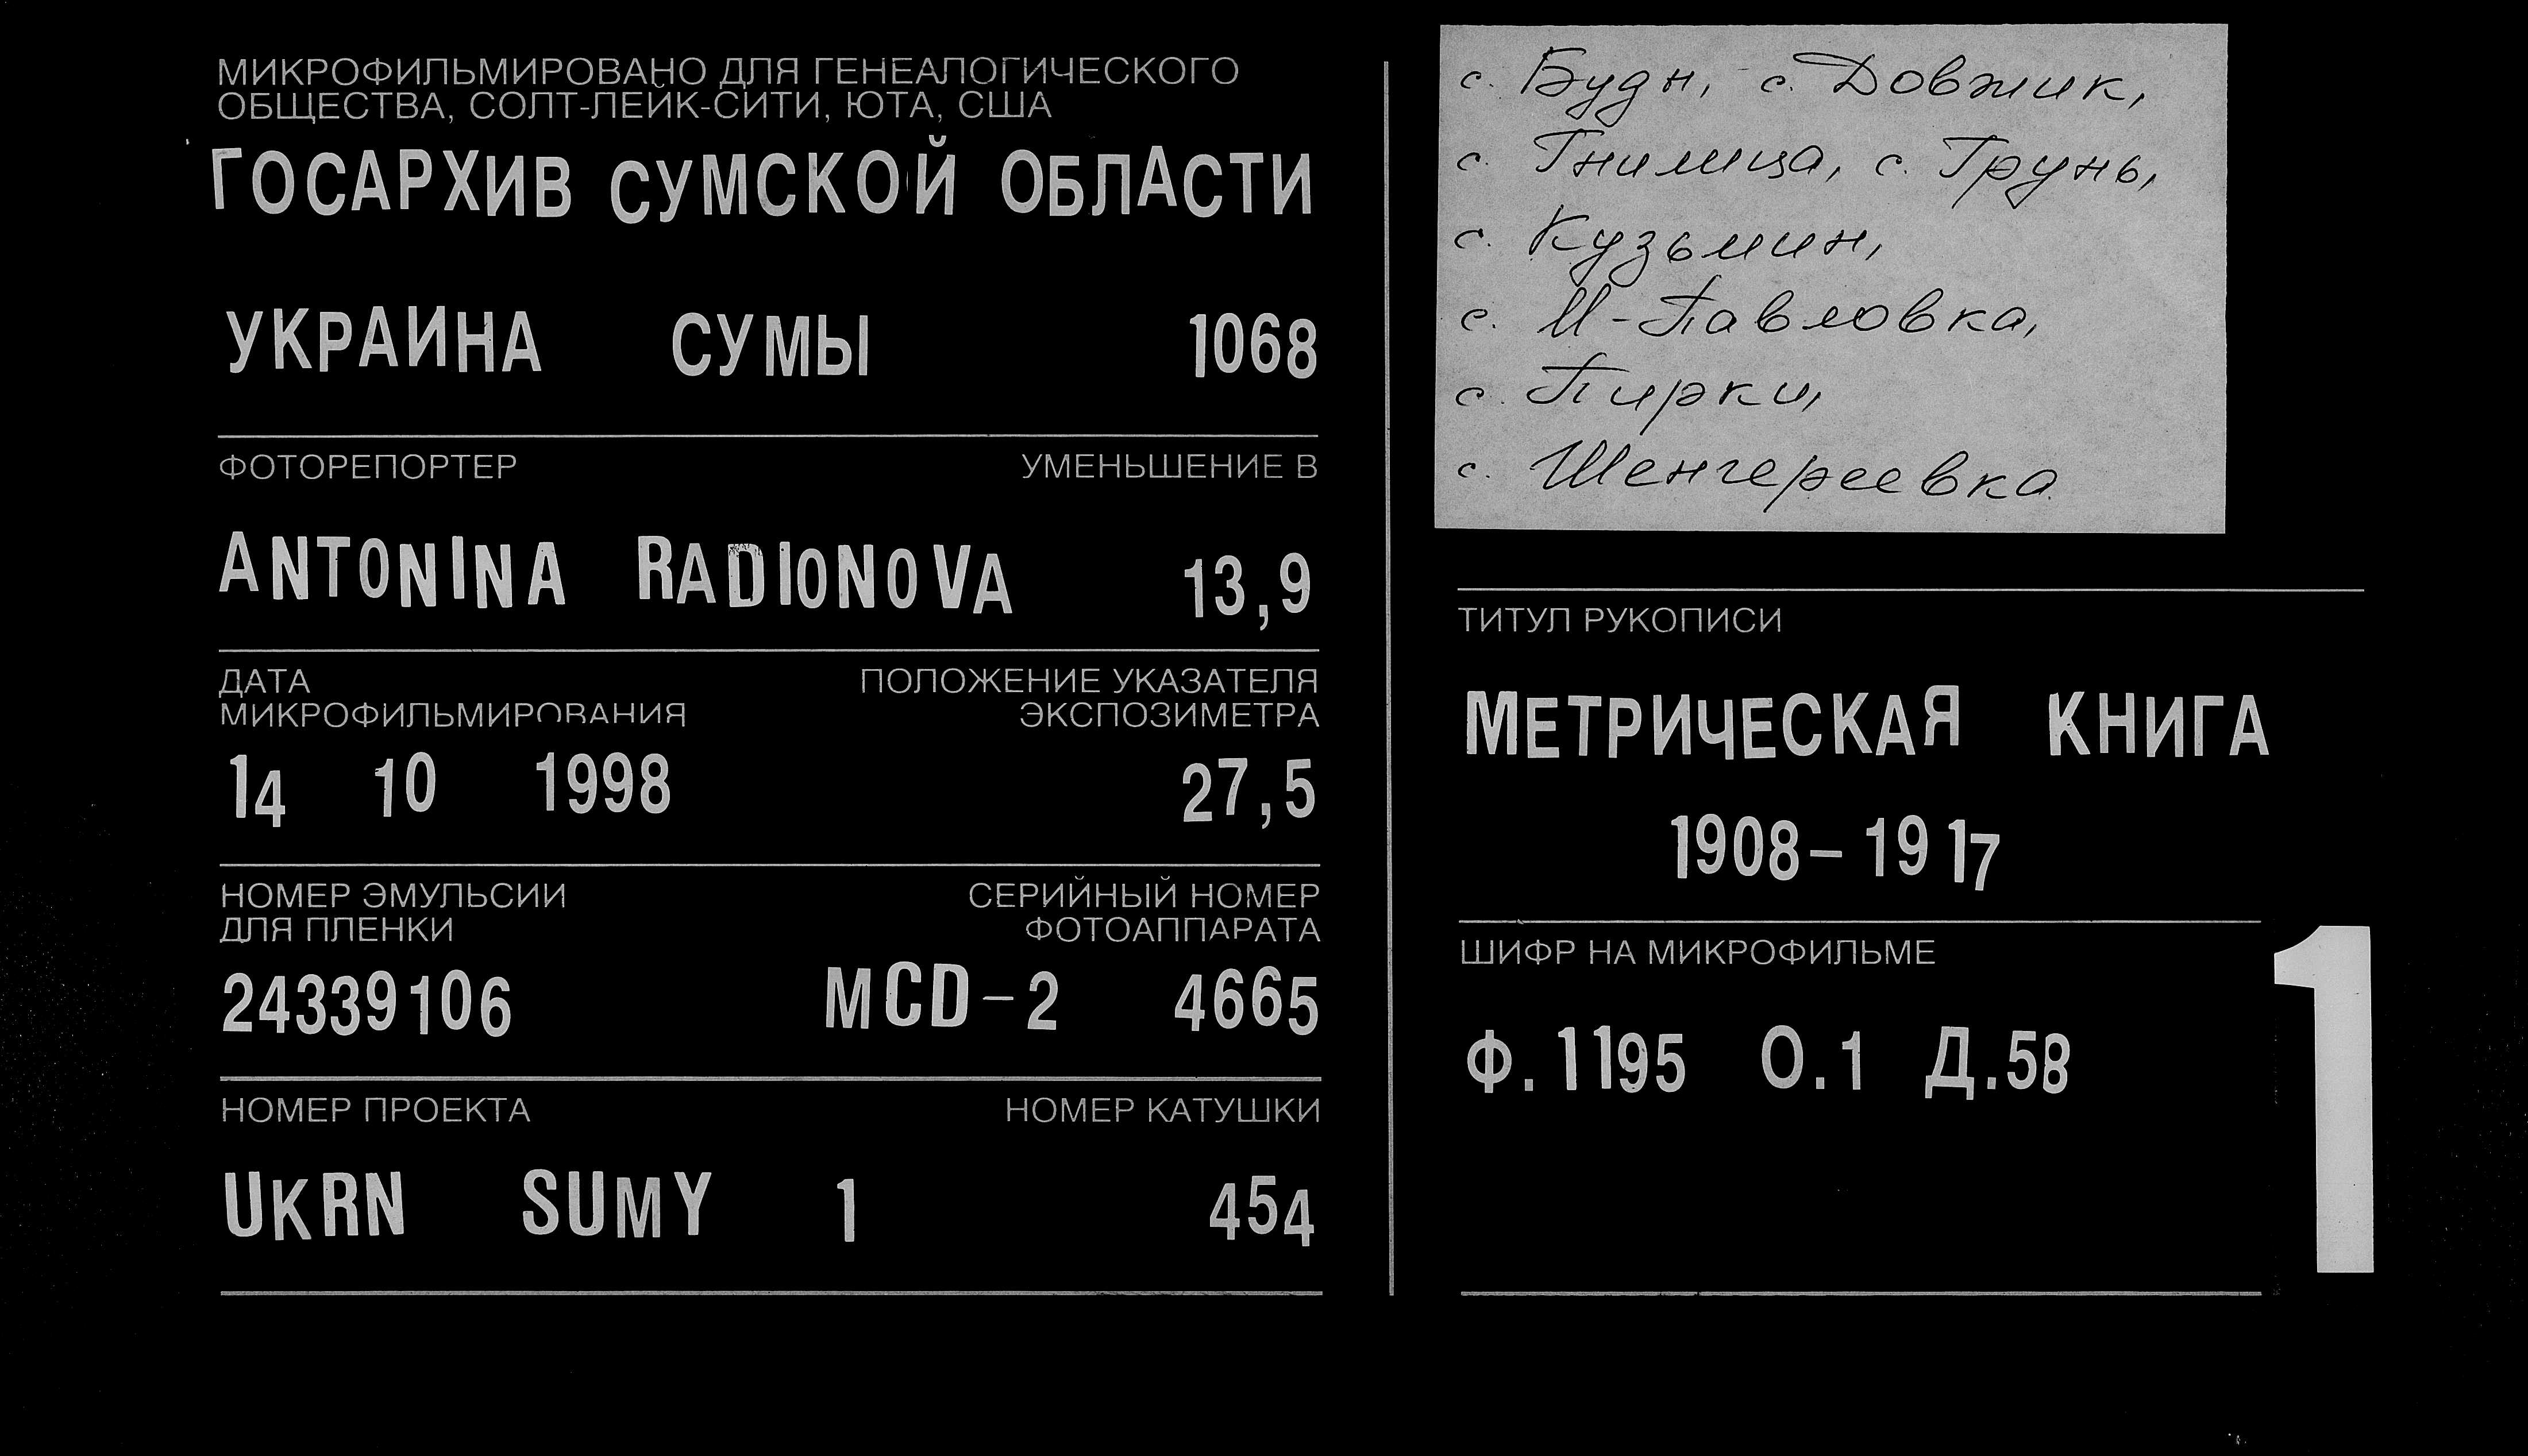 МИКРОФИЛЬМИРОВАНО ДЛЯ ГЕНЕАЛОГИЧЕСКОГО
ОБЩЕСТВА, СОЛТ-ЛЕЙК-СИТИ, ЮТА, США
ГОСАРХИВ СУМСКОЙ ОБЛАСТИ
УКРАИНА СУМЫ 1068
ФОТОРЕПОРТЕР УМЕНЬШЕНИЕ В
ANTONINA RADIONOVA 13,9
ДАТА
МИКРОФИЛЬМИРОВАНИЯ
ПОЛОЖЕНИЕ УКАЗАТЕЛЯ
ЭКСПОЗИМЕТРА
14 10 1998 27,5
НОМЕР ЭМУЛЬСИИ
ДЛЯ ПЛЕНКИ
СЕРИЙНЫЙ НОМЕР
ФОТОАППАРАТА
24339106 MCD-2 4665
НОМЕР ПРОЕКТА НОМЕР КАТУШКИ
UKRN SUMY 1 454
с. Будн, с. Довжик,
с. Гнилица, с. Грунь,
с. Кузьмин,
с. М-Павловка,
с. Пирки,
с. Шенгереевка
ТИТУЛ РУКОПИСИ
МЕТРИЧЕСКАЯ КНИГА
1908-1917
ШИФР НА МИКРОФИЛЬМЕ
Ф.1195 О.1 Д.58
1